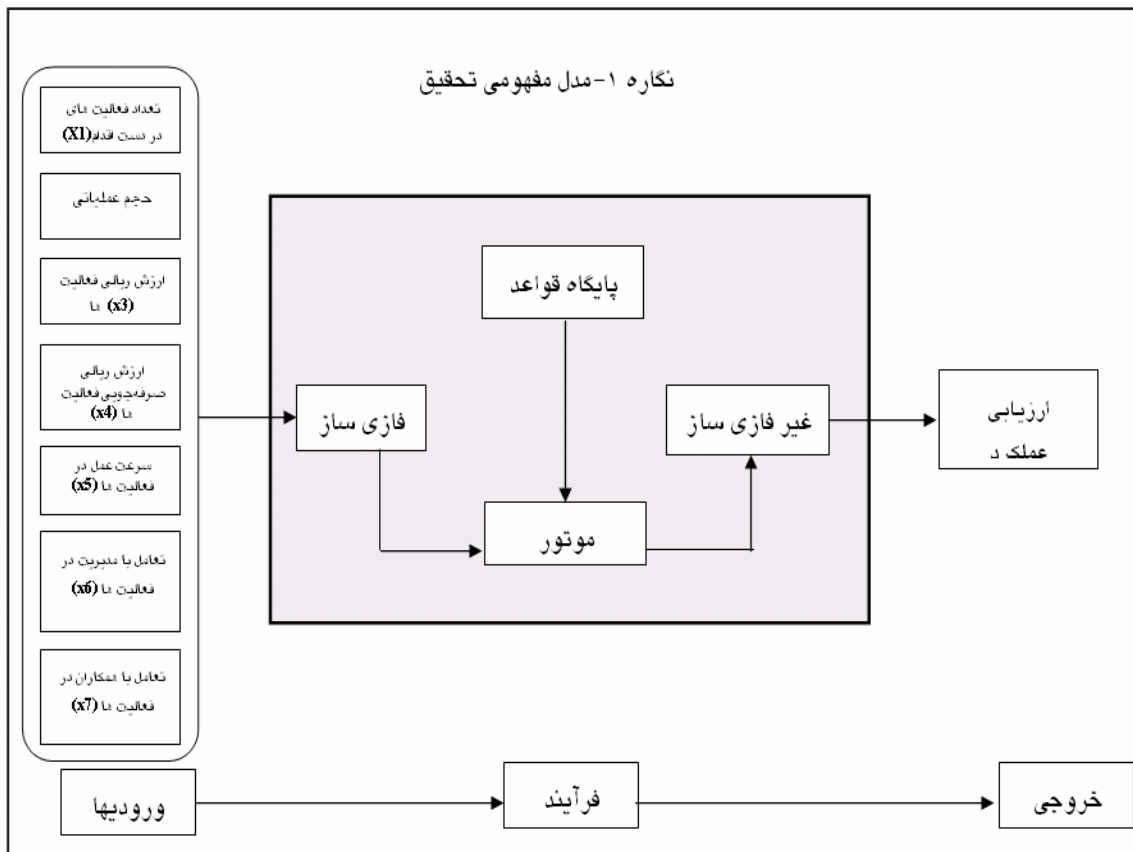 نگاره ۱-مدل مفهومی تحقیق
تعداد فعالیت های
در دست اقدام(X1)
حجم عملیاتی
ارزش ریالی فعالیت
ها (x3)
ارزش ریالی
صرفه‌جویی فعالیت
ها (x4)
سرعت عمل در
فعالیت ها (x5)
تعامل با مدیریت در
فعالیت ها (x6)
تعامل با همکاران در
فعالیت ها (x7)
پایگاه قواعد
فازی ساز
غیر فازی ساز
موتور
ارزیابی
عملک د
ورودیها
فرآیند
خروجی